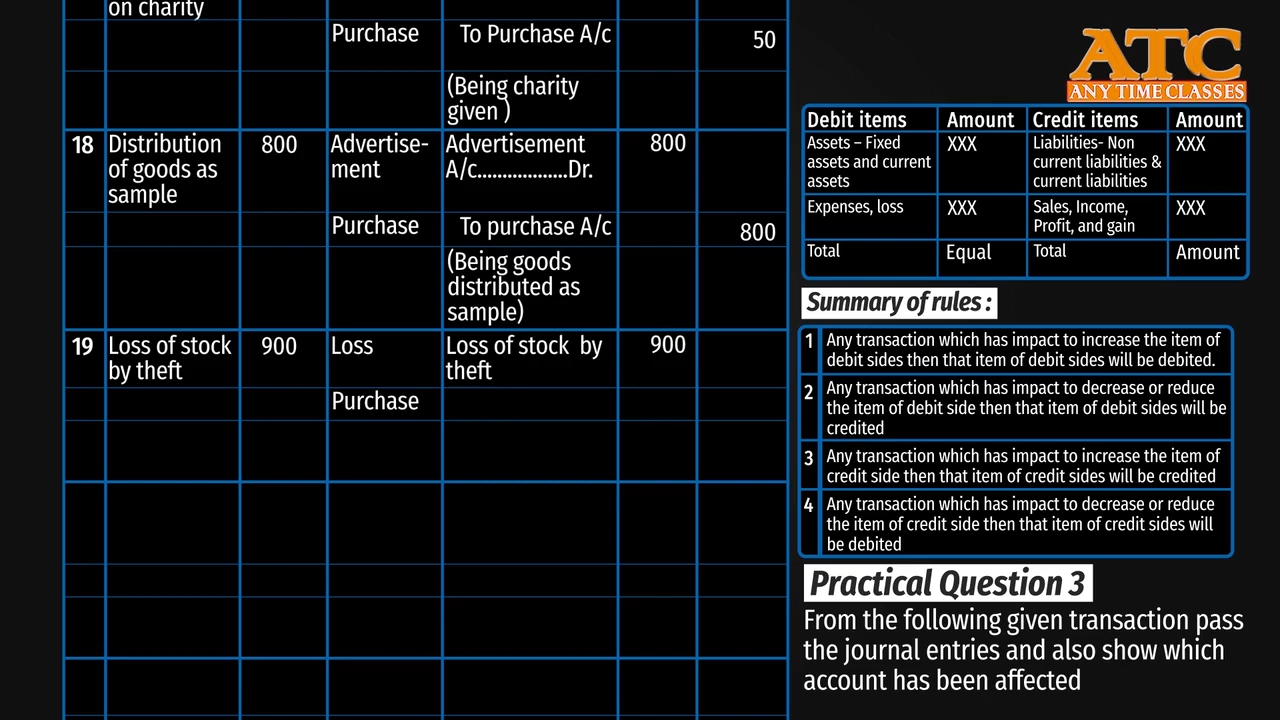 on charity
Purchase To Purchase A/c 50
(Being charity
given )
18 Distribution 800 Advertise- Advertisement 800
of goods as ment A/c..................Dr.
sample
Purchase To purchase A/c 800
(Being goods
distributed as
sample)
19 Loss of stock 900 Loss Loss of stock by 900
by theft theft
Purchase
ATC
ANY TIME CLASSES
Debit items Amount Credit items Amount
Assets – Fixed XXX Liabilities- Non XXX
assets and current current liabilities &
assets current liabilities
Expenses, loss XXX Sales, Income, XXX
Profit, and gain
Total Equal Total Amount
Summary of rules :
1 Any transaction which has impact to increase the item of
debit sides then that item of debit sides will be debited.
2 Any transaction which has impact to decrease or reduce
the item of debit side then that item of debit sides will be
credited
3 Any transaction which has impact to increase the item of
credit side then that item of credit sides will be credited
4 Any transaction which has impact to decrease or reduce
the item of credit side then that item of credit sides will
be debited
Practical Question 3
From the following given transaction pass
the journal entries and also show which
account has been affected